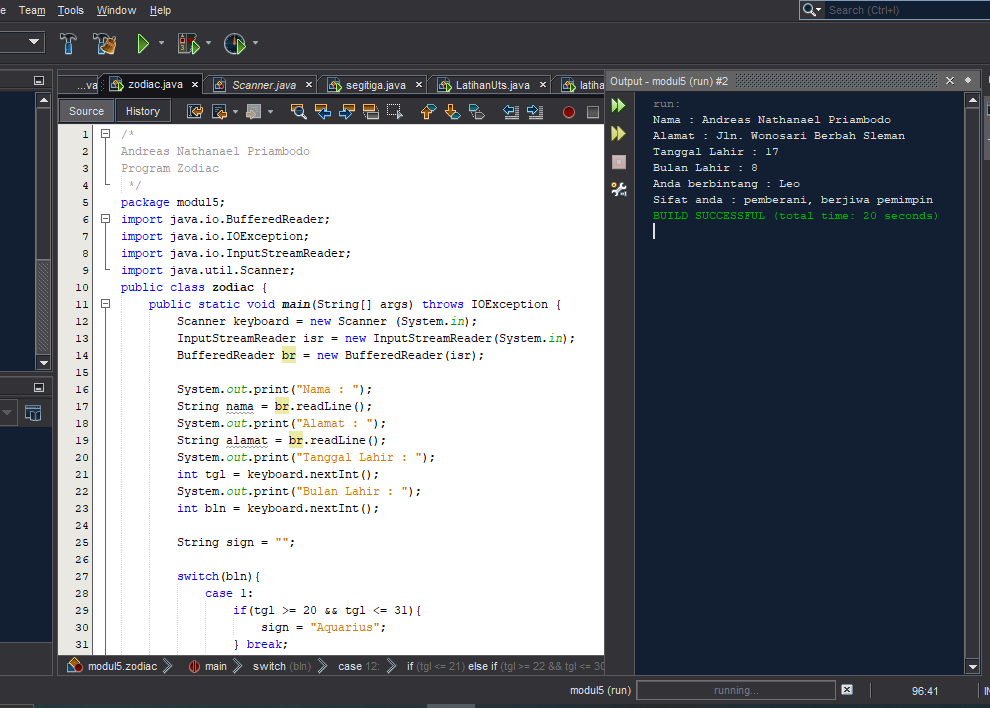 e Team Tools Window Help
Search (Ctrl+I)
...va zodiac.java × Scanner.java × segitiga.java × LatihanUts.java × latiha
Output - modul5 (run) #2 ×
Source History
1 /*
2 Andreas Nathanael Priambodo
3 Program Zodiac
4 */
5 package modul5;
6 import java.io.BufferedReader;
7 import java.io.IOException;
8 import java.io.InputStreamReader;
9 import java.util.Scanner;
10 public class zodiac {
11 public static void main(String[] args) throws IOException {
12 Scanner keyboard = new Scanner (System.in);
13 InputStreamReader isr = new InputStreamReader(System.in);
14 BufferedReader br = new BufferedReader(isr);
15
16 System.out.print("Nama : ");
17 String nama = br.readLine();
18 System.out.print("Alamat : ");
19 String alamat = br.readLine();
20 System.out.print("Tanggal Lahir : ");
21 int tgl = keyboard.nextInt();
22 System.out.print("Bulan Lahir : ");
23 int bln = keyboard.nextInt();
24
25 String sign = "";
26
27 switch(bln){
28 case 1:
29 if(tgl >= 20 && tgl <= 31){
30 sign = "Aquarius";
31 } break;
run:
Nama : Andreas Nathanael Priambodo
Alamat : Jln. Wonosari Berbah Sleman
Tanggal Lahir : 17
Bulan Lahir : 8
Anda berbintang : Leo
Sifat anda : pemberani, berjiwa pemimpin
BUILD SUCCESSFUL (total time: 20 seconds)
modul5.zodiac main switch (bln) case 12: if (tgl <= 21) else if (tgl >= 22 && tgl <= 30
modul5 (run) running... 96:41 IN